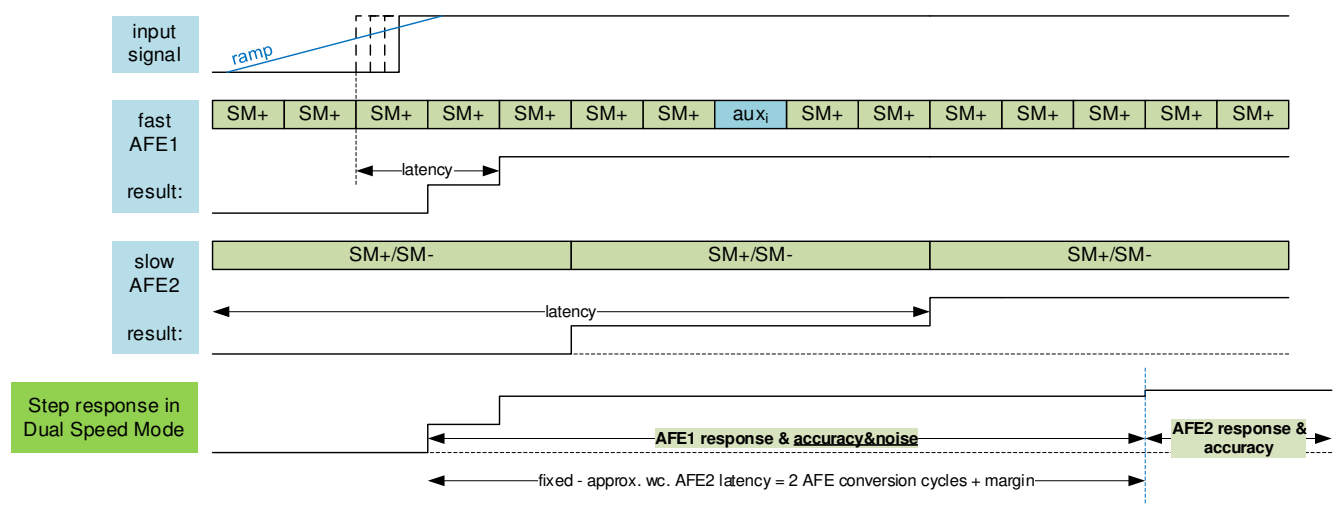 input
signal
ramp
fast
AFE1
result:
SM+ SM+ SM+ SM+ SM+ SM+ SM+ auxi SM+ SM+ SM+ SM+ SM+ SM+ SM+
latency
slow
AFE2
result:
SM+/SM- SM+/SM- SM+/SM-
latency
Step response in
Dual Speed Mode
AFE1 response & accuracy&noise
AFE2 response &
accuracy
fixed - approx. wc. AFE2 latency = 2 AFE conversion cycles + margin